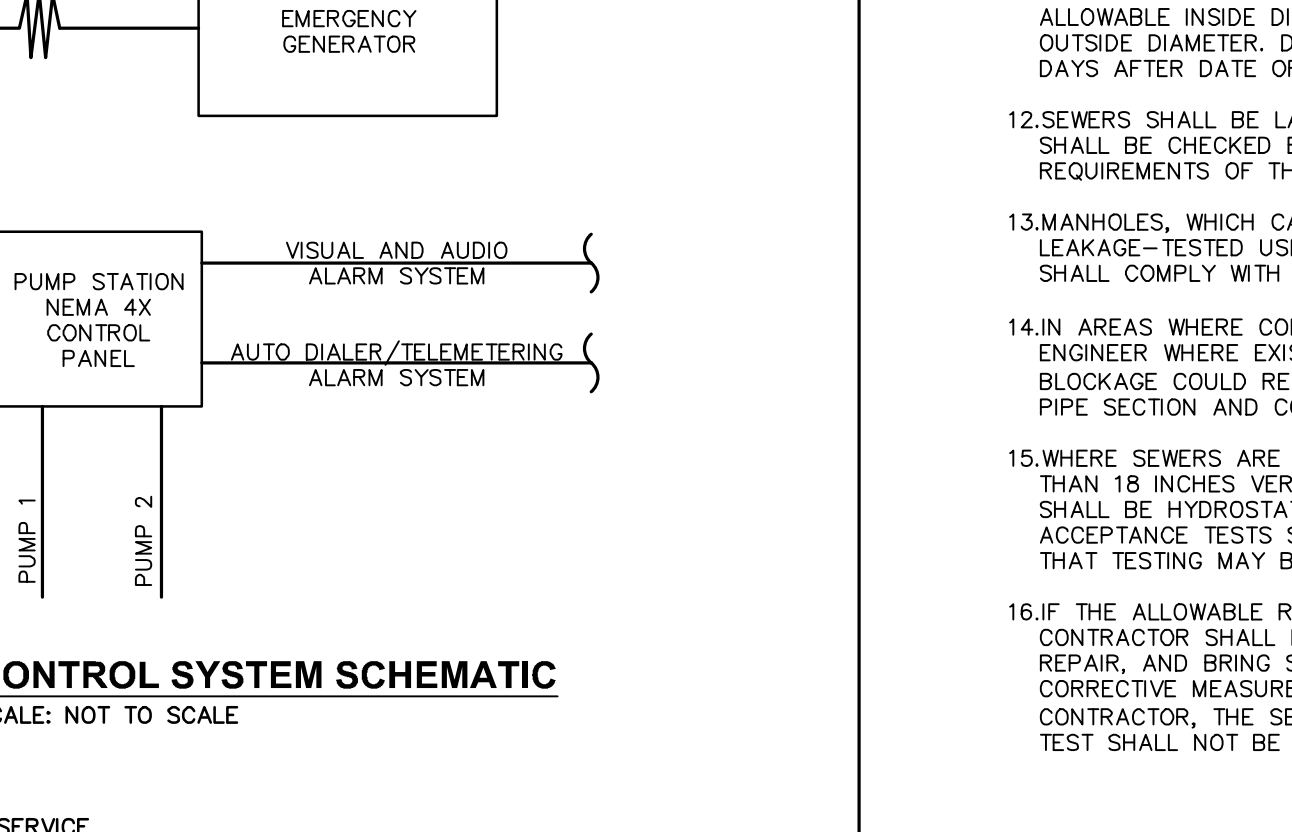 EMERGENCY
GENERATOR
VISUAL AND AUDIO
ALARM SYSTEM
PUMP STATION
NEMA 4X
CONTROL
PANEL
AUTO DIALER/TELEMETERING
ALARM SYSTEM
PUMP 1
PUMP 2
ONTROL SYSTEM SCHEMATIC
CALE: NOT TO SCALE
SERVICE
ALLOWABLE INSIDE DI
OUTSIDE DIAMETER. D
DAYS AFTER DATE OF
12.SEWERS SHALL BE LA
SHALL BE CHECKED
REQUIREMENTS OF TH
13.MANHOLES, WHICH CA
LEAKAGE-TESTED USI
SHALL COMPLY WITH
14.IN AREAS WHERE CO
ENGINEER WHERE EXIS
BLOCKAGE COULD RE
PIPE SECTION AND CO
15.WHERE SEWERS ARE
THAN 18 INCHES VER
SHALL BE HYDROSTAT
ACCEPTANCE TESTS S
THAT TESTING MAY B
16.IF THE ALLOWABLE R
CONTRACTOR SHALL
REPAIR, AND BRING S
CORRECTIVE MEASURE
CONTRACTOR, THE SE
TEST SHALL NOT BE